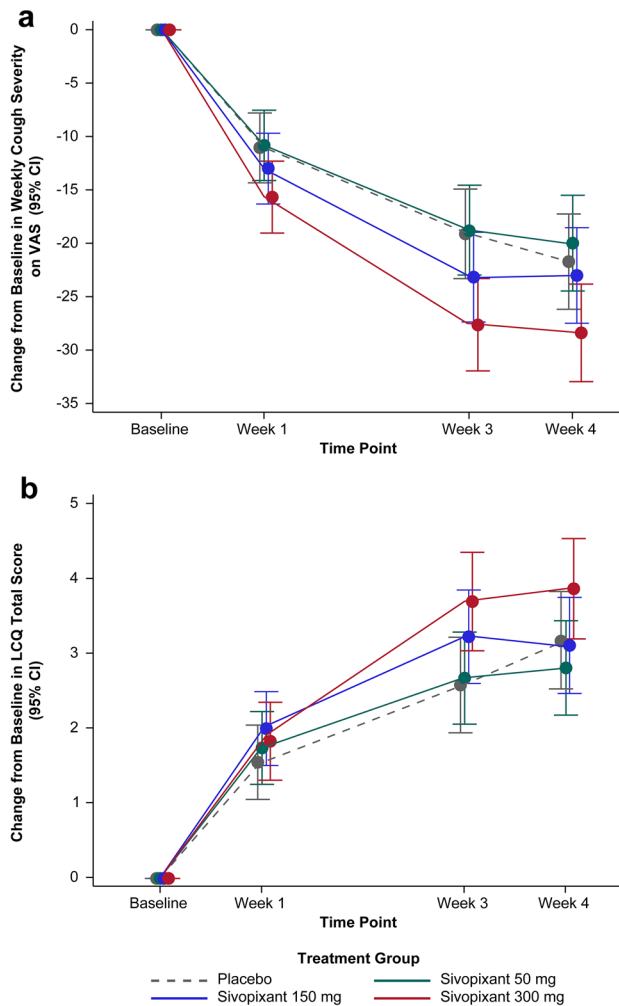 a
Change from Baseline in Weekly Cough Severity
on VAS (95% CI)
0
-5
-10
-15
-20
-25
-30
-35
Baseline
Week 1
Week 3
Week 4
Time Point
b
Change from Baseline in LCQ Total Score
(95% CI)
5
4
3
2
1
0
Baseline
Week 1
Week 3
Week 4
Time Point
Treatment Group
Placebo
Sivopixant 50 mg
Sivopixant 150 mg
Sivopixant 300 mg